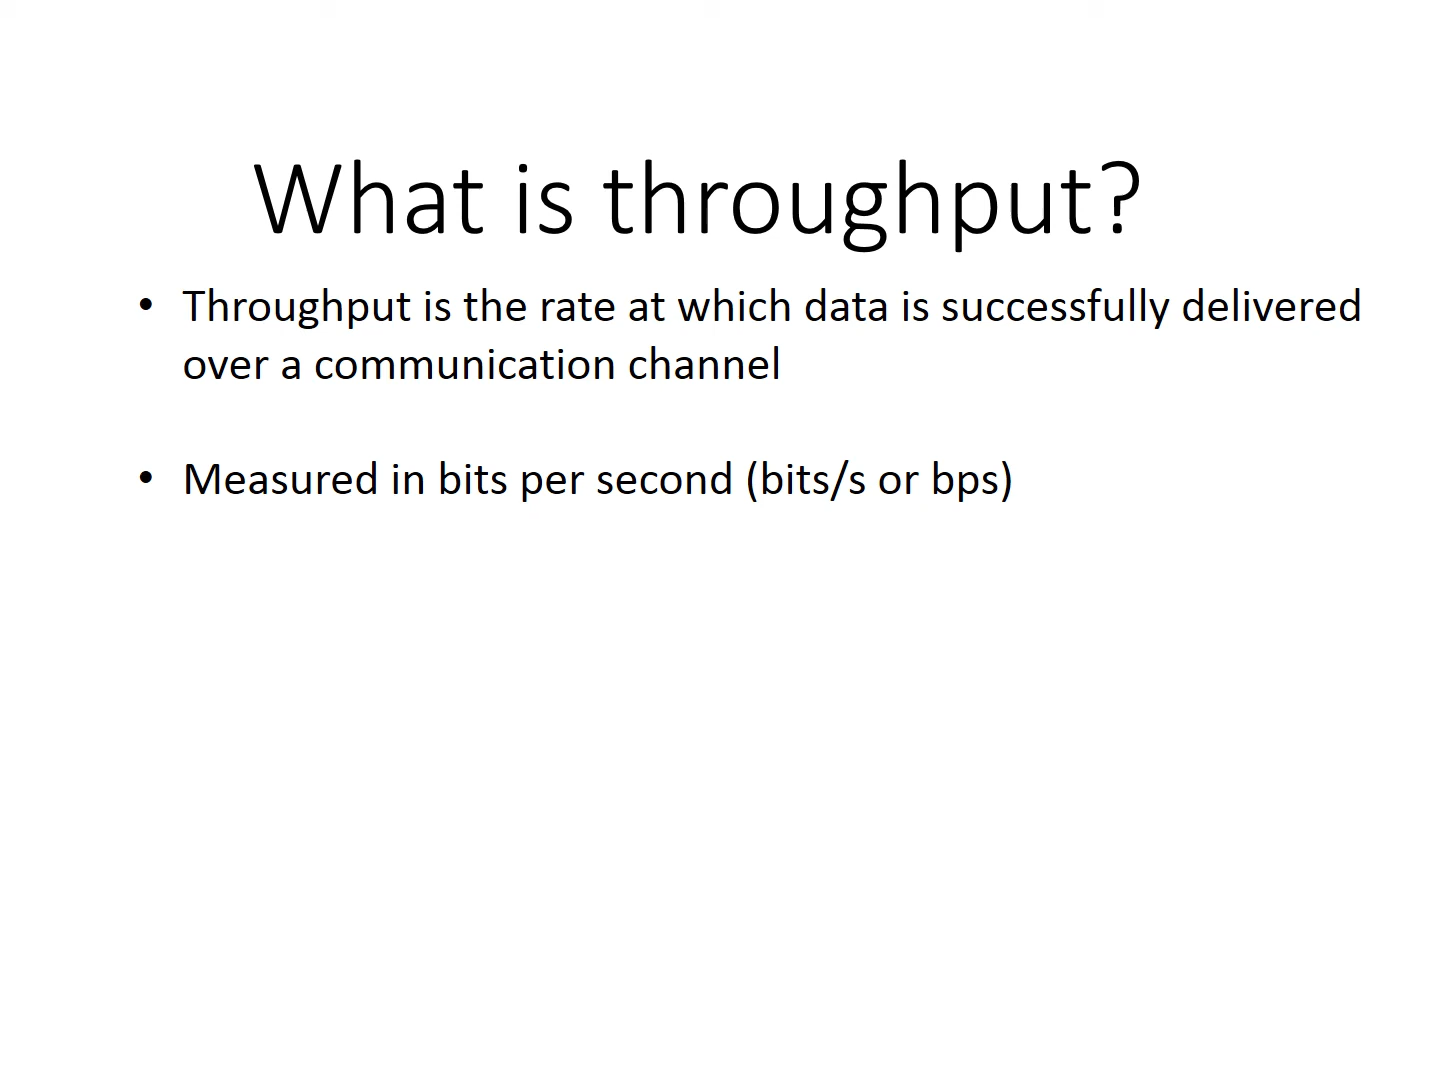 What is throughput?
• Throughput is the rate at which data is successfully delivered
over a communication channel
• Measured in bits per second (bits/s or bps)